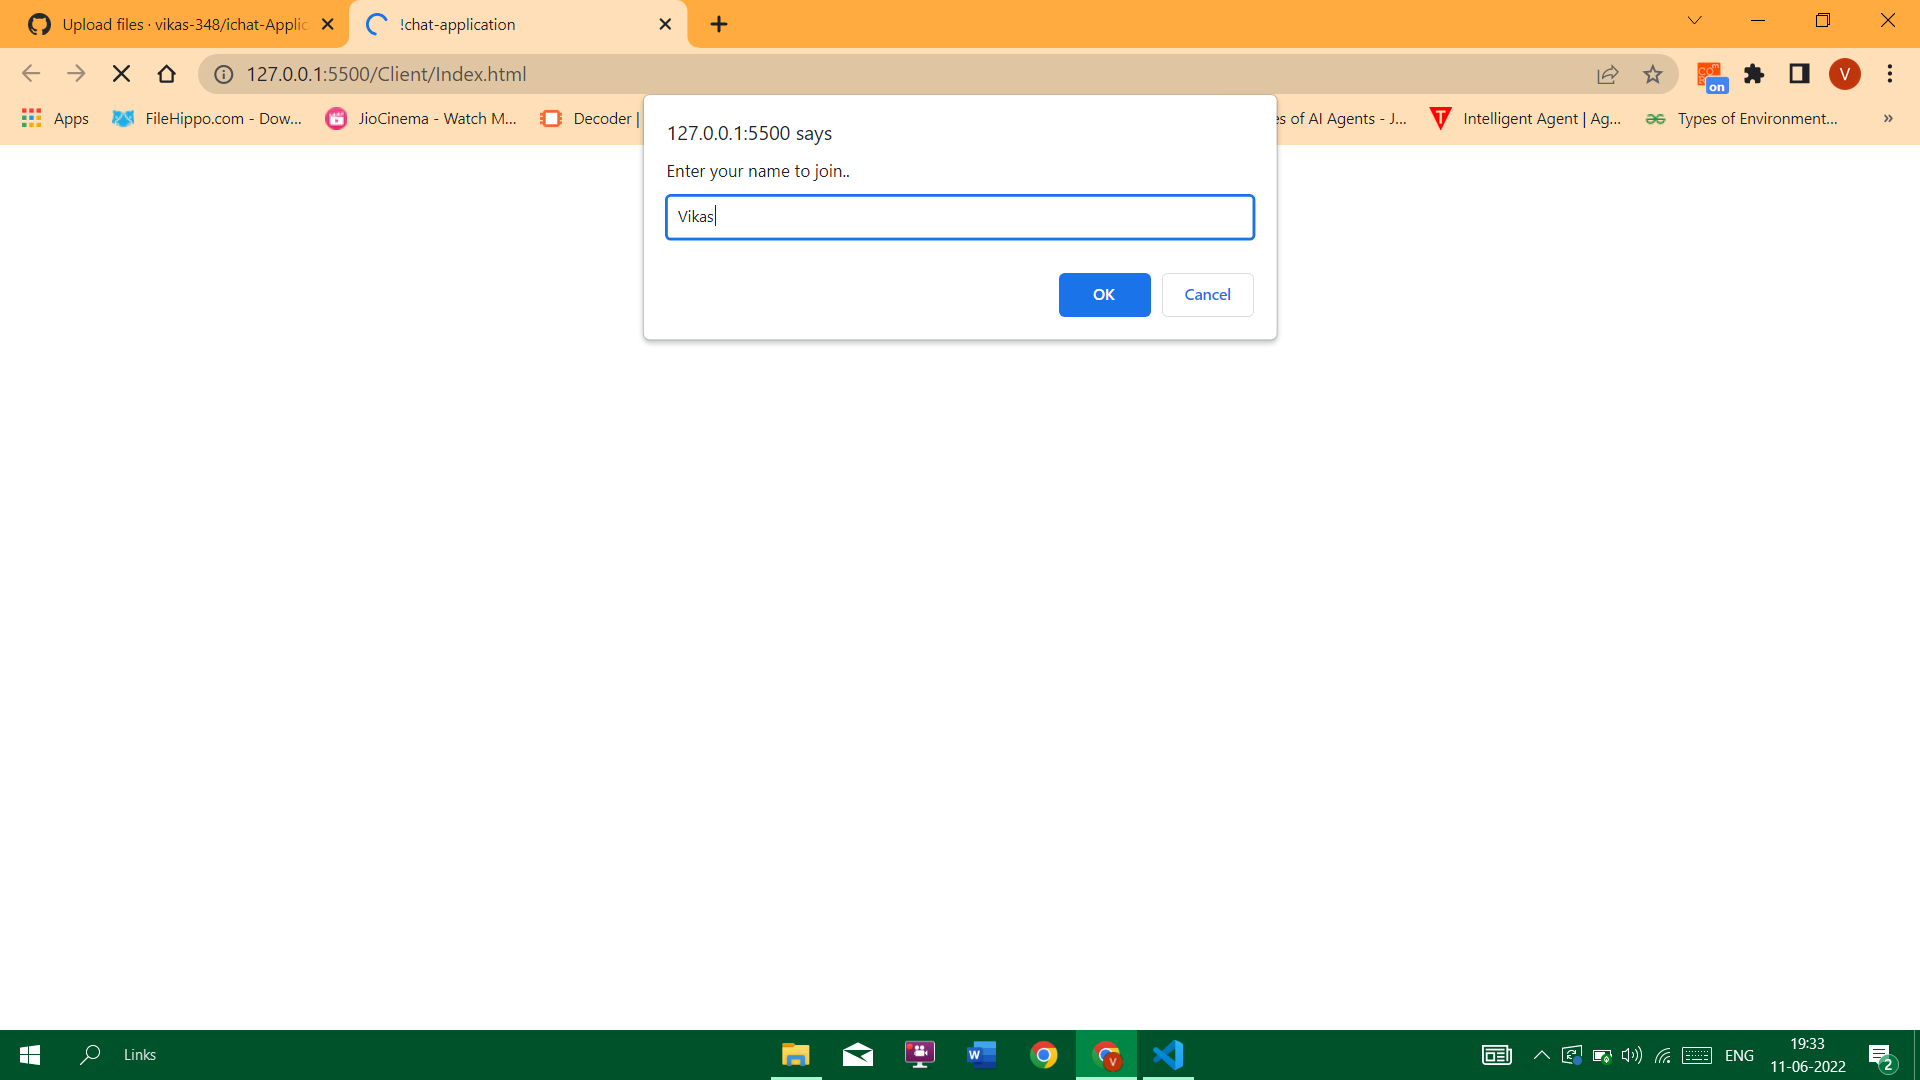 Upload files · vikas-348/ichat-Applic
!chat-application
127.0.0.1:5500/Client/Index.html
on
V
Apps
FileHippo.com - Dow...
JioCinema - Watch M...
Decoder |
es of AI Agents - J...
Intelligent Agent | Ag...
Types of Environment...
»
127.0.0.1:5500 says
Enter your name to join..
Vikas
OK
Cancel
Links
ENG
19:33
11-06-2022
2